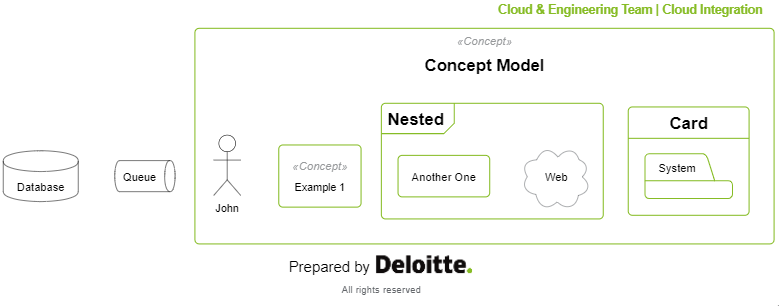 Cloud & Engineering Team | Cloud Integration
«Concept»
Concept Model
Database
Queue
John
«Concept»
Example 1
Nested
Another One
Web
Card
System
Prepared by Deloitte.
All rights reserved